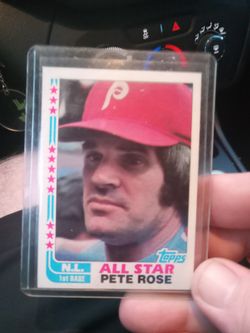 P
topps
N.L.
1st BASE
ALL STAR
PETE ROSE